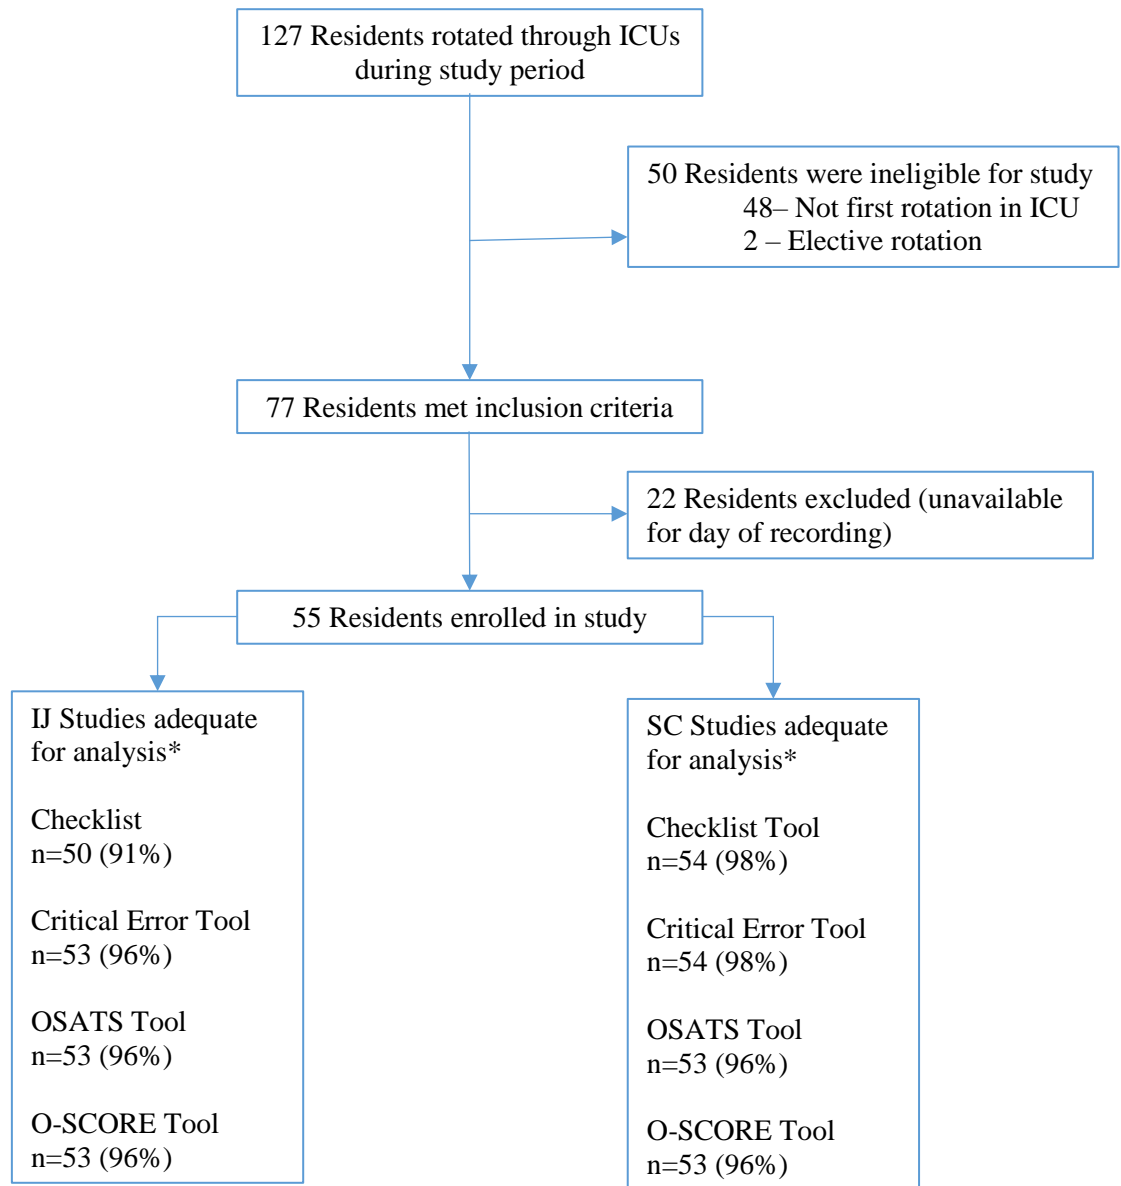 127 Residents rotated through ICUs
during study period
50 Residents were ineligible for study
48– Not first rotation in ICU
2 – Elective rotation
77 Residents met inclusion criteria
22 Residents excluded (unavailable
for day of recording)
55 Residents enrolled in study
IJ Studies adequate
for analysis*
Checklist
n=50 (91%)
Critical Error Tool
n=53 (96%)
OSATS Tool
n=53 (96%)
O-SCORE Tool
n=53 (96%)
SC Studies adequate
for analysis*
Checklist Tool
n=54 (98%)
Critical Error Tool
n=54 (98%)
OSATS Tool
n=53 (96%)
O-SCORE Tool
n=53 (96%)